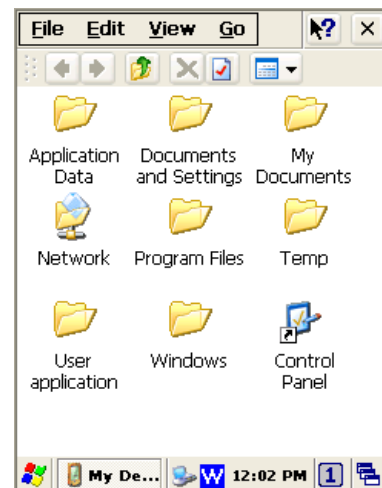 File Edit View Go ?
Application Data Documents and Settings My Documents
Network Program Files Temp
User application Windows Control Panel
My De... W 12:02 PM 1